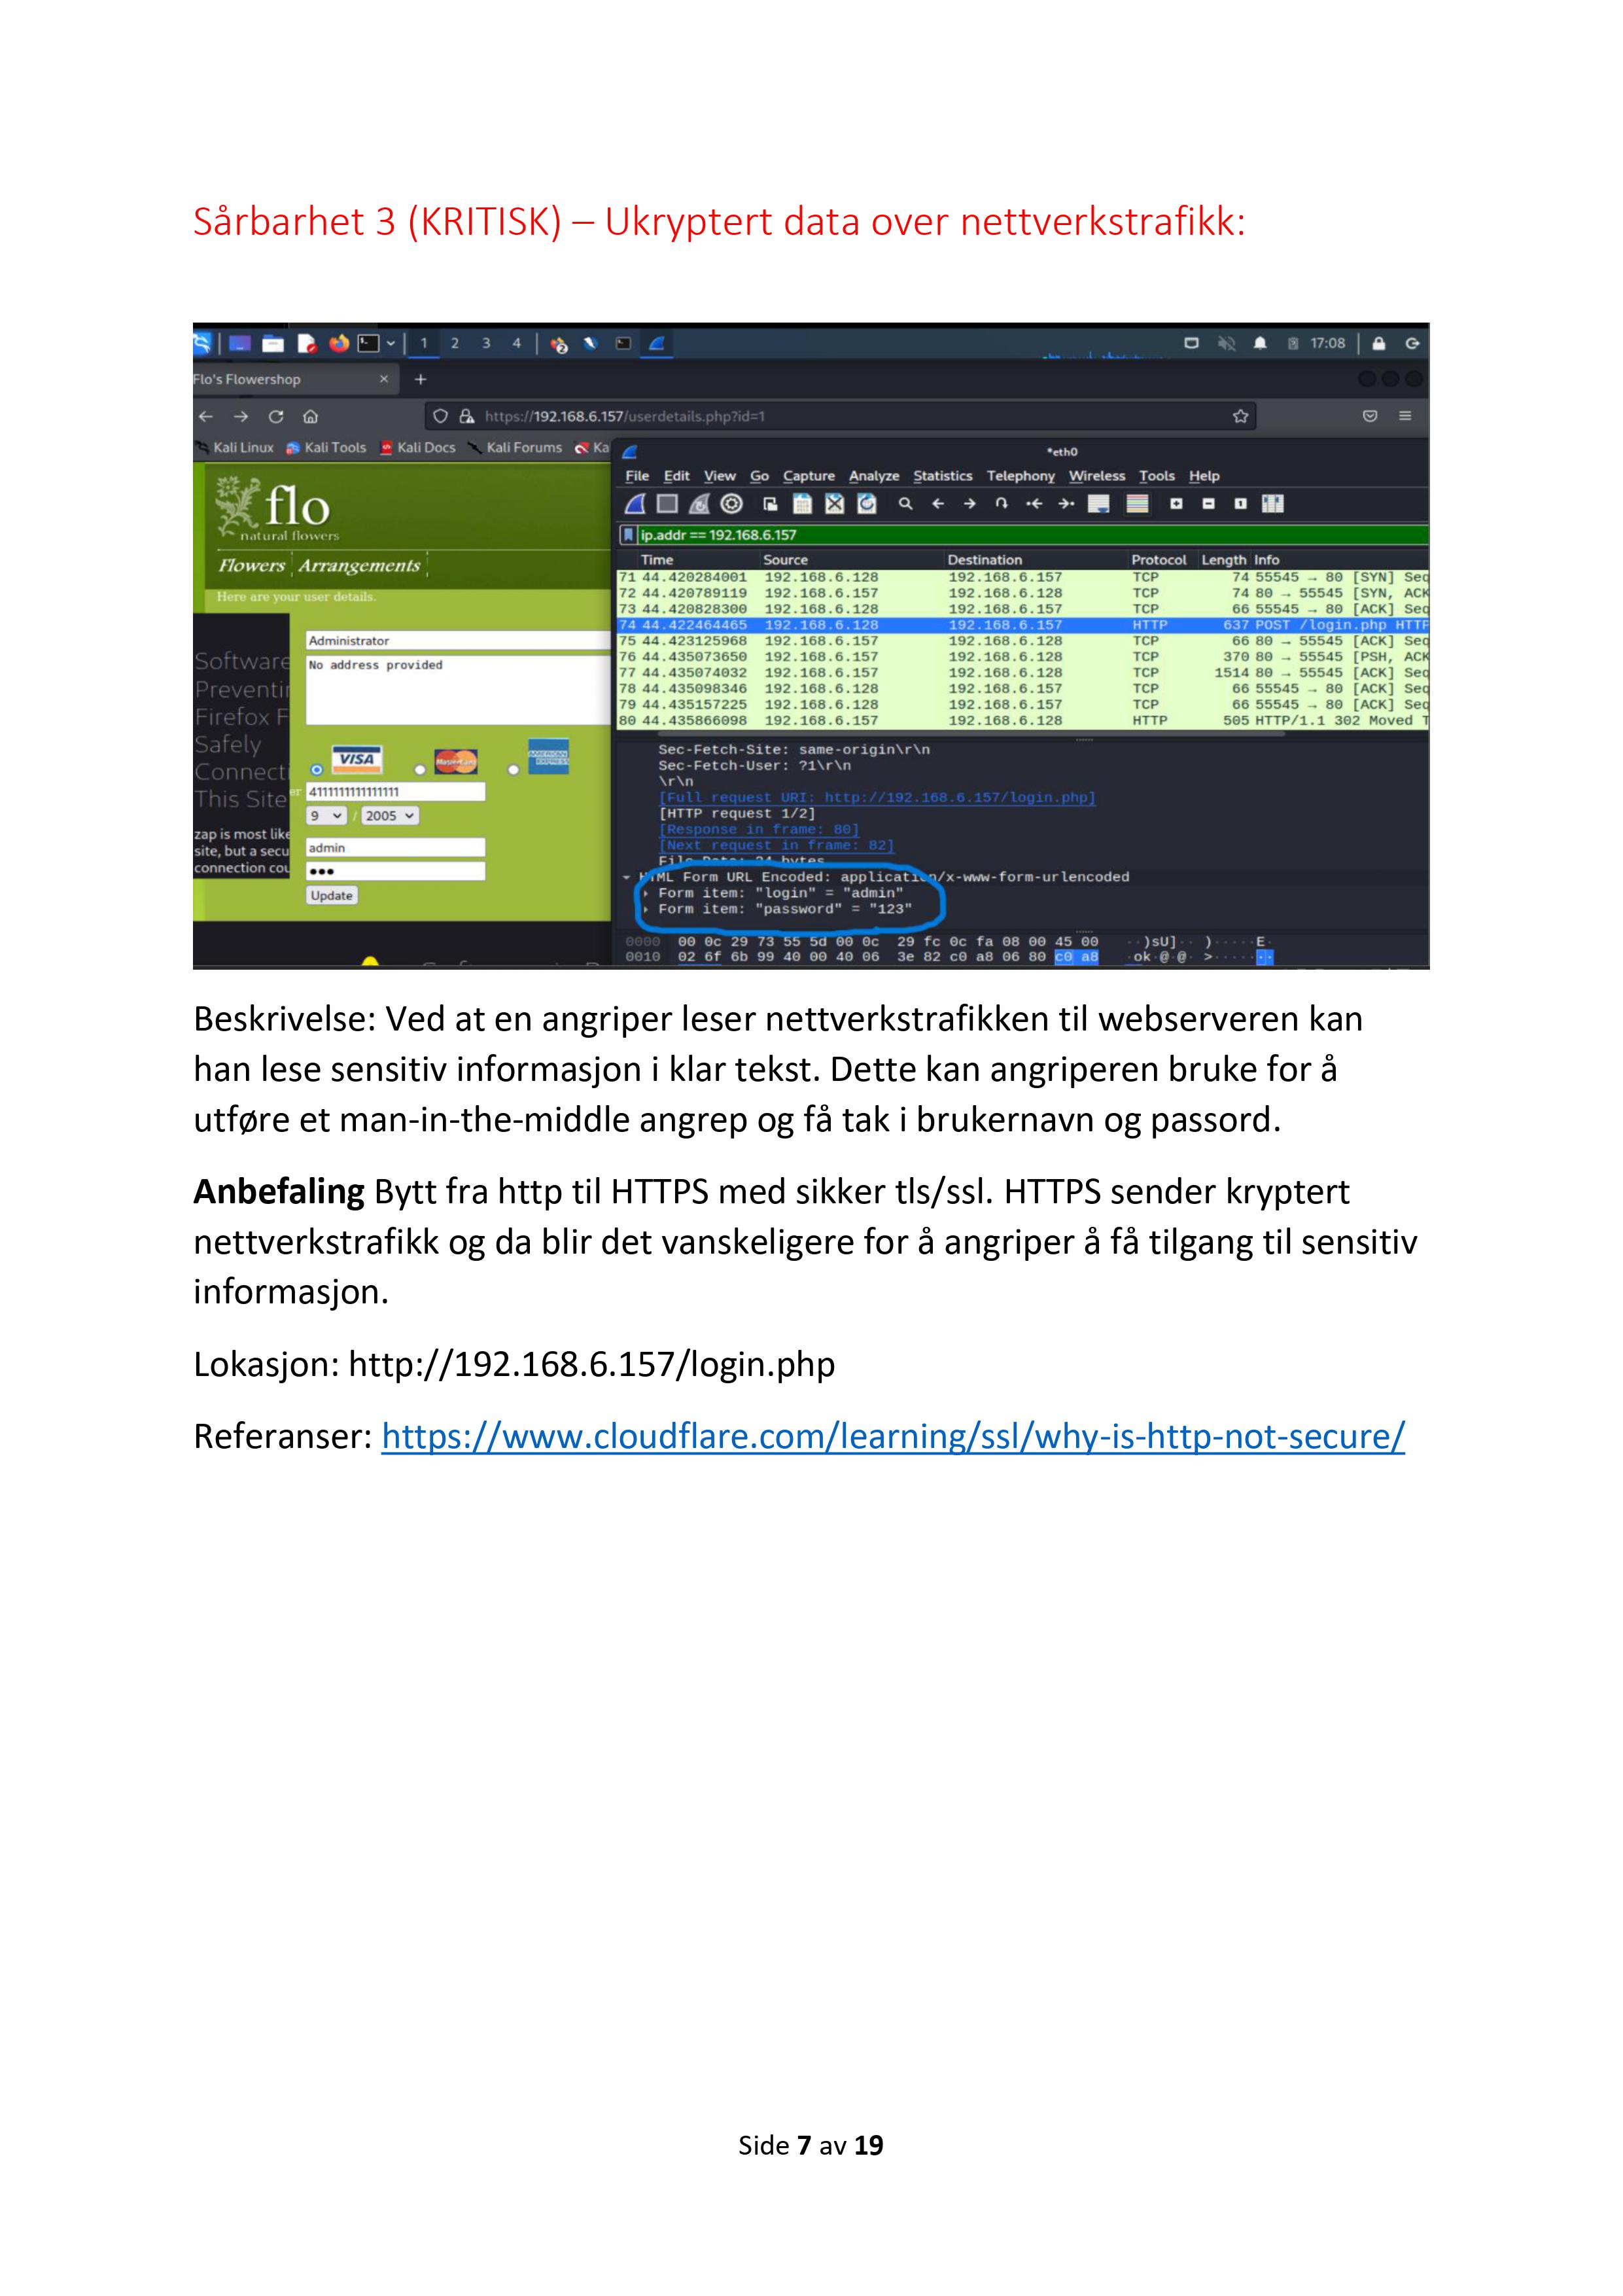 Sårbarhet 3 (KRITISK) – Ukryptert data over nettverkstrafikk:
1 2 3 4 2 17:08
Flo's Flowershop × +
https://192.168.6.157/userdetails.php?id=1
Kali Linux Kali Tools Kali Docs Kali Forums Ka
*eth0
File Edit View Go Capture Analyze Statistics Telephony Wireless Tools Help
flo
natural flowers
ip.addr == 192.168.6.157
Flowers Arrangements
Here are your user details.
Time Source Destination Protocol Length Info
71 44.420284001 192.168.6.128 192.168.6.157 TCP 74 55545 → 80 [SYN] Seq
72 44.420789119 192.168.6.157 192.168.6.128 TCP 74 80 → 55545 [SYN, ACK
73 44.420828300 192.168.6.128 192.168.6.157 TCP 66 55545 → 80 [ACK] Seq
74 44.422464465 192.168.6.128 192.168.6.157 HTTP 637 POST /login.php HTTP
75 44.423125968 192.168.6.157 192.168.6.128 TCP 66 80 → 55545 [ACK] Seq
76 44.435073650 192.168.6.157 192.168.6.128 TCP 370 80 → 55545 [PSH, ACK
77 44.435074032 192.168.6.157 192.168.6.128 TCP 1514 80 → 55545 [ACK] Seq
78 44.435098346 192.168.6.128 192.168.6.157 TCP 66 55545 → 80 [ACK] Seq
79 44.435157225 192.168.6.128 192.168.6.157 TCP 66 55545 → 80 [ACK] Seq
80 44.435866098 192.168.6.157 192.168.6.128 HTTP 505 HTTP/1.1 302 Moved T
Administrator
No address provided
Software
Preventin
Firefox F
Safely
Connecti
This Site
zap is most like
site, but a secu
connection cou
VISA MasterCard AMERICAN EXPRESS
er 4111111111111111
9 / 2005
admin
•••
Update
Sec-Fetch-Site: same-origin\r\n
Sec-Fetch-User: ?1\r\n
\r\n
[Full request URI: http://192.168.6.157/login.php]
[HTTP request 1/2]
[Response in frame: 80]
[Next request in frame: 82]
File Data: 24 bytes
HTML Form URL Encoded: application/x-www-form-urlencoded
Form item: "login" = "admin"
Form item: "password" = "123"
0000 00 0c 29 73 55 5d 00 0c 29 fc 0c fa 08 00 45 00 ··)sU]·· )·····E·
0010 02 6f 6b 99 40 00 40 06 3e 82 c0 a8 06 80 c0 a8 ·ok·@·@· >·······
Beskrivelse: Ved at en angriper leser nettverkstrafikken til webserveren kan
han lese sensitiv informasjon i klar tekst. Dette kan angriperen bruke for å
utføre et man-in-the-middle angrep og få tak i brukernavn og passord.
Anbefaling Bytt fra http til HTTPS med sikker tls/ssl. HTTPS sender kryptert
nettverkstrafikk og da blir det vanskeligere for å angriper å få tilgang til sensitiv
informasjon.
Lokasjon: http://192.168.6.157/login.php
Referanser: https://www.cloudflare.com/learning/ssl/why-is-http-not-secure/
Side 7 av 19